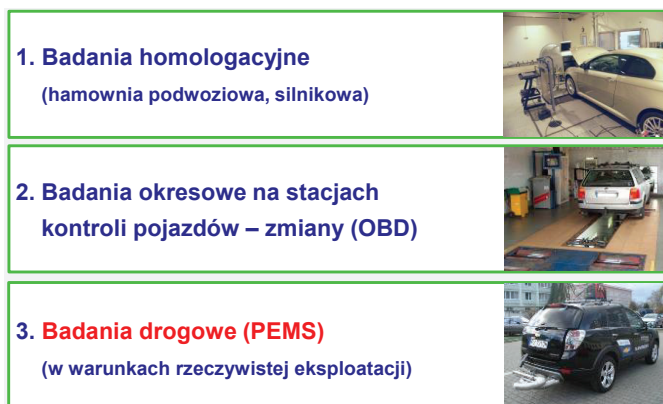 1. Badania homologacyjne
(hamownia podwoziowa, silnikowa)
2. Badania okresowe na stacjach
kontroli pojazdów – zmiany (OBD)
3. Badania drogowe (PEMS)
(w warunkach rzeczywistej eksploatacji)